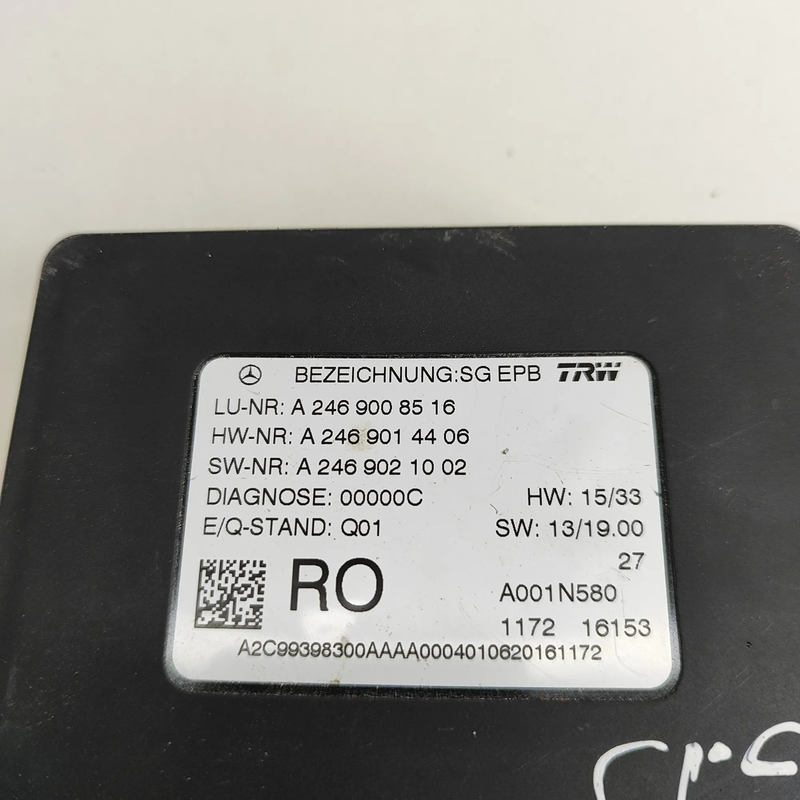 BEZEICHNUNG:SG EPB TRW
LU-NR: A 246 900 85 16
HW-NR: A 246 901 44 06
SW-NR: A 246 902 10 02
DIAGNOSE: 00000C HW: 15/33
E/Q-STAND: Q01 SW: 13/19.00
27
RO A001N580
1172 16153
A2C99398300AAAA0004010620161172